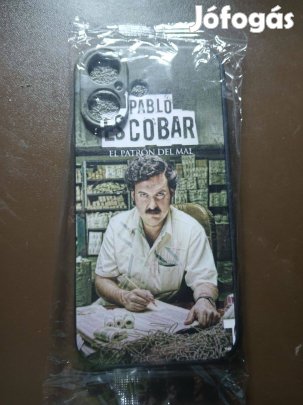 Jófogás
PABLO
ESCOBAR
EL PATRÓN DEL MAL